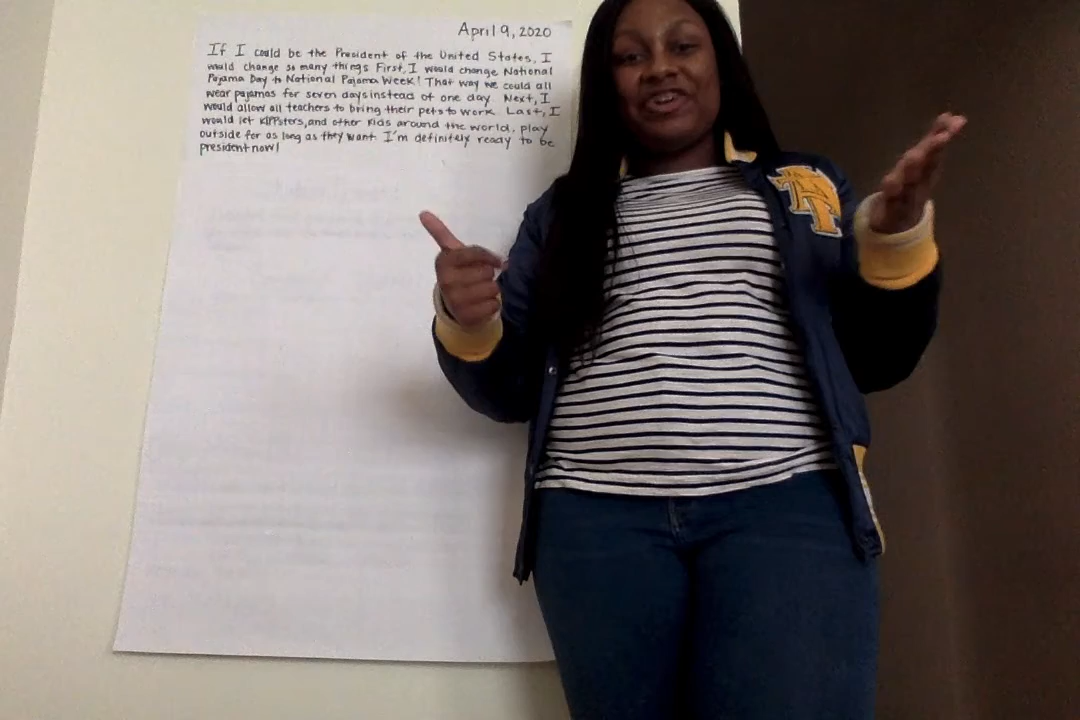 April 9, 2020
If I could be the President of the United States, I
would change so many things First, I would change National
Pajama Day to National Pajama Week! That way we could all
wear pajamas for seven days instead of one day. Next, I
would allow all teachers to bring their pets to work. Last, I
would let KIPPsters, and other kids around the world, play
outside for as long as they want. I'm definitely ready to be
president now!